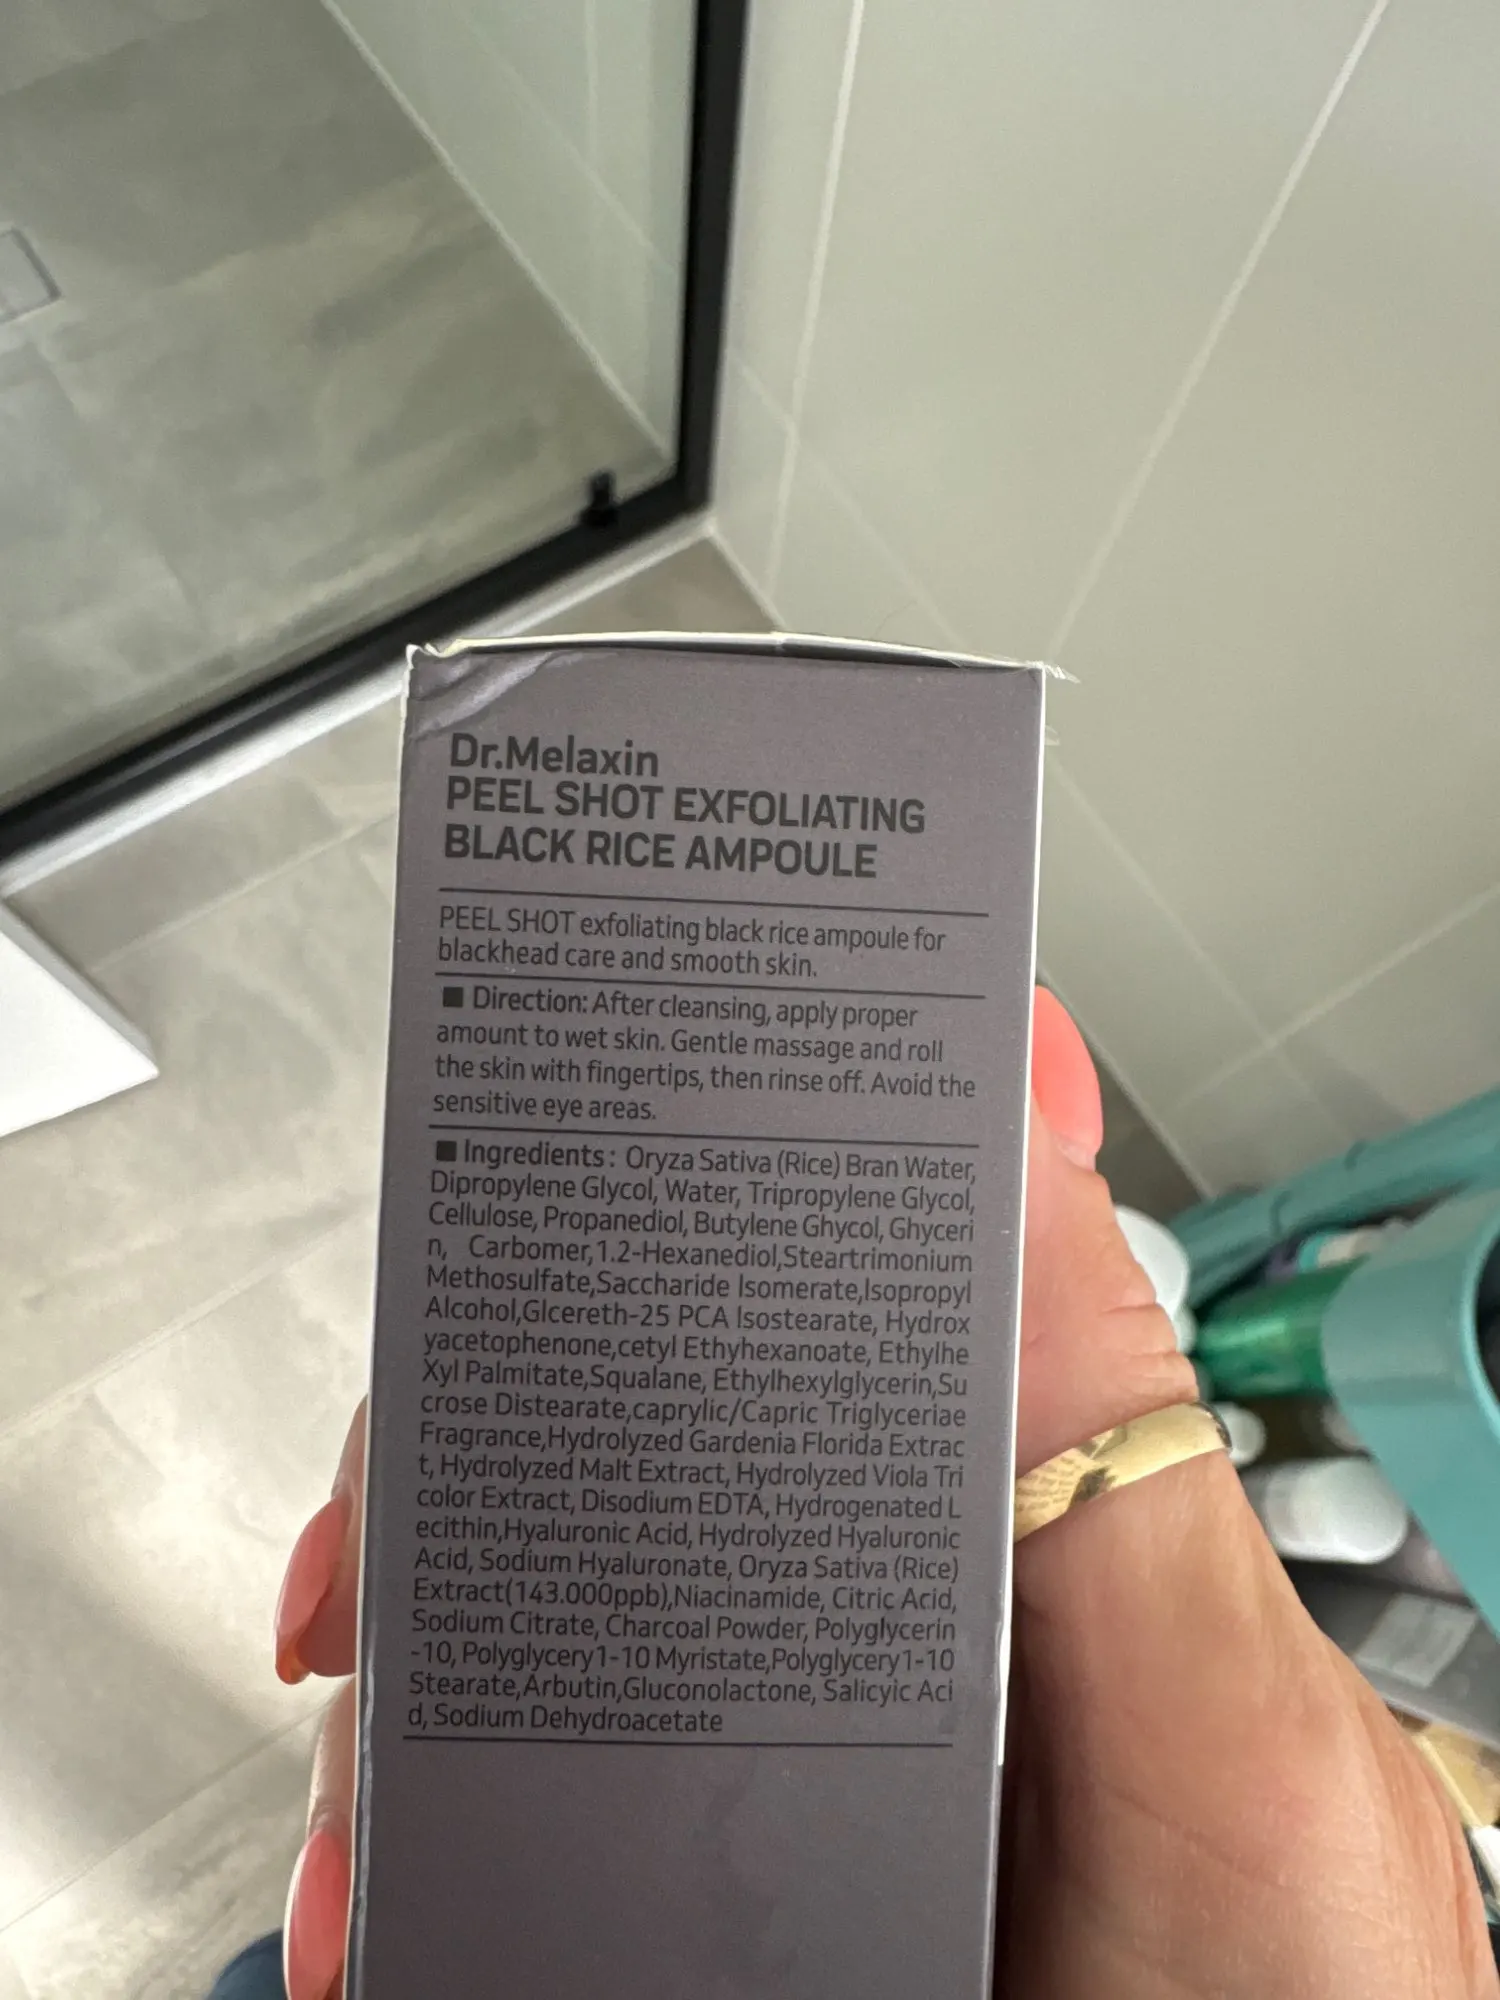 Dr.Melaxin
PEEL SHOT EXFOLIATING
BLACK RICE AMPOULE
PEEL SHOT exfoliating black rice ampoule for
blackhead care and smooth skin.
■ Direction: After cleansing, apply proper
amount to wet skin. Gentle massage and roll
the skin with fingertips, then rinse off. Avoid the
sensitive eye areas.
■ Ingredients: Oryza Sativa (Rice) Bran Water,
Dipropylene Glycol, Water, Tripropylene Glycol,
Cellulose, Propanediol, Butylene Ghycol, Ghyceri
n, Carbomer,1.2-Hexanediol,Steartrimonium
Methosulfate,Saccharide Isomerate,Isopropyl
Alcohol,Glcereth-25 PCA Isostearate, Hydrox
yacetophenone,cetyl Ethyhexanoate, Ethylhe
Xyl Palmitate,Squalane, Ethylhexylglycerin,Su
crose Distearate,caprylic/Capric Triglyceriae
Fragrance,Hydrolyzed Gardenia Florida Extrac
t, Hydrolyzed Malt Extract, Hydrolyzed Viola Tri
color Extract, Disodium EDTA, Hydrogenated L
ecithin,Hyaluronic Acid, Hydrolyzed Hyaluronic
Acid, Sodium Hyaluronate, Oryza Sativa (Rice)
Extract(143.000ppb),Niacinamide, Citric Acid,
Sodium Citrate, Charcoal Powder, Polyglycerin
-10, Polyglycery1-10 Myristate,Polyglycery1-10
Stearate,Arbutin,Gluconolactone, Salicyic Aci
d, Sodium Dehydroacetate